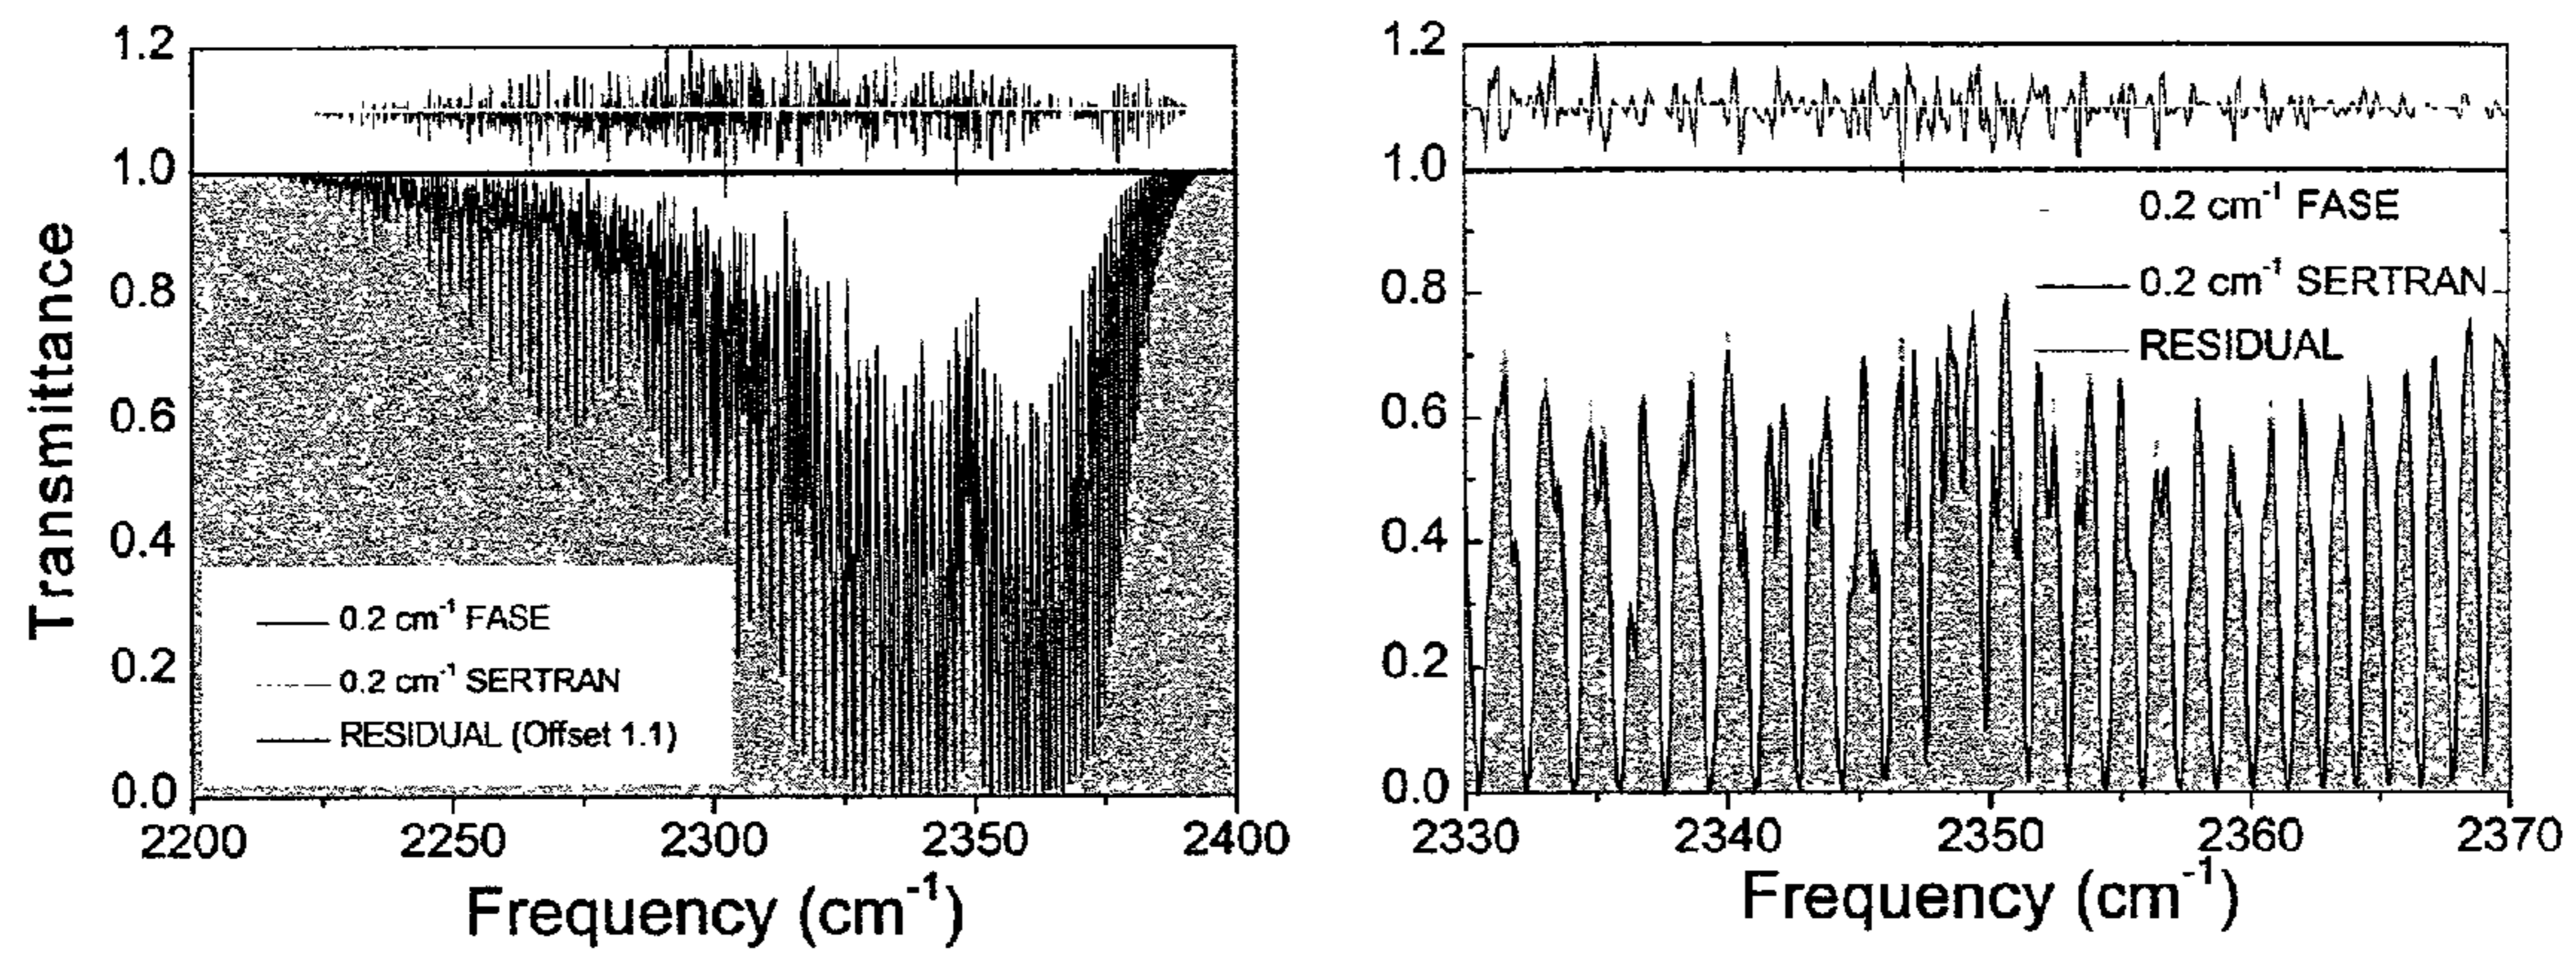 Transmittance
1.2
1.0
0.8
0.6
0.4
0.2
0.0
0.2 cm⁻¹ FASE
0.2 cm⁻¹ SERTRAN
RESIDUAL (Offset 1.1)
2200 2250 2300 2350 2400
Frequency (cm⁻¹)
1.2
1.0
0.8
0.6
0.4
0.2
0.0
0.2 cm⁻¹ FASE
0.2 cm⁻¹ SERTRAN
RESIDUAL
2330 2340 2350 2360 2370
Frequency (cm⁻¹)